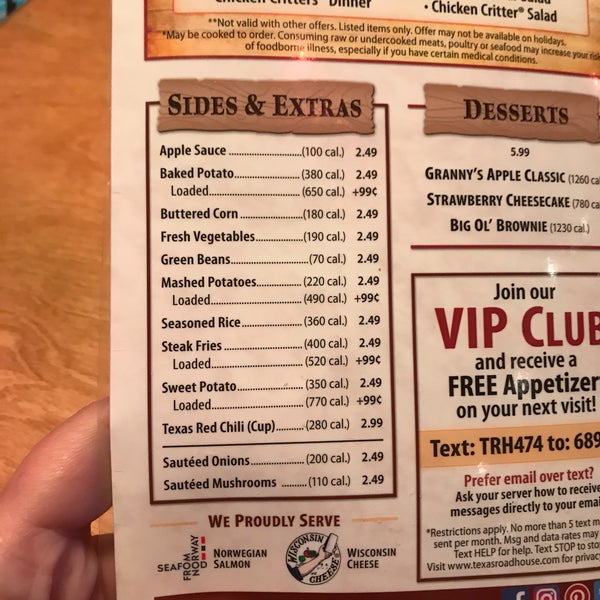 Chicken Critters® Dinner
• Chicken Critter® Salad
**Not valid with other offers. Listed items only. Offer may not be available on holidays.
*May be cooked to order. Consuming raw or undercooked meats, poultry or seafood may increase your risk
of foodborne illness, especially if you have certain medical conditions.
SIDES & EXTRAS
Apple Sauce (100 cal.) 2.49
Baked Potato (380 cal.) 2.49
Loaded (650 cal.) +99¢
Buttered Corn (180 cal.) 2.49
Fresh Vegetables (190 cal.) 2.49
Green Beans (70 cal.) 2.49
Mashed Potatoes (220 cal.) 2.49
Loaded (490 cal.) +99¢
Seasoned Rice (360 cal.) 2.49
Steak Fries (400 cal.) 2.49
Loaded (520 cal.) +99¢
Sweet Potato (350 cal.) 2.49
Loaded (770 cal.) +99¢
Texas Red Chili (Cup) (280 cal.) 2.99
Sautéed Onions (200 cal.) 2.49
Sautéed Mushrooms (110 cal.) 2.49
WE PROUDLY SERVE
SEAFOOD FROM NORWAY
NORWEGIAN
SALMON
WISCONSIN CHEESE
WISCONSIN
CHEESE
DESSERTS
5.99
GRANNY'S APPLE CLASSIC (1260 ca
STRAWBERRY CHEESECAKE (780 ca
BIG OL' BROWNIE (1230 cal.)
Join our
VIP CLUB
and receive a
FREE Appetizer
on your next visit!
Text: TRH474 to: 689
Prefer email over text?
Ask your server how to receive
messages directly to your email
*Restrictions apply. No more than 5 text m
sent per month. Msg and data rates may
Text HELP for help. Text STOP to stop
Visit www.texasroadhouse.com for privacy